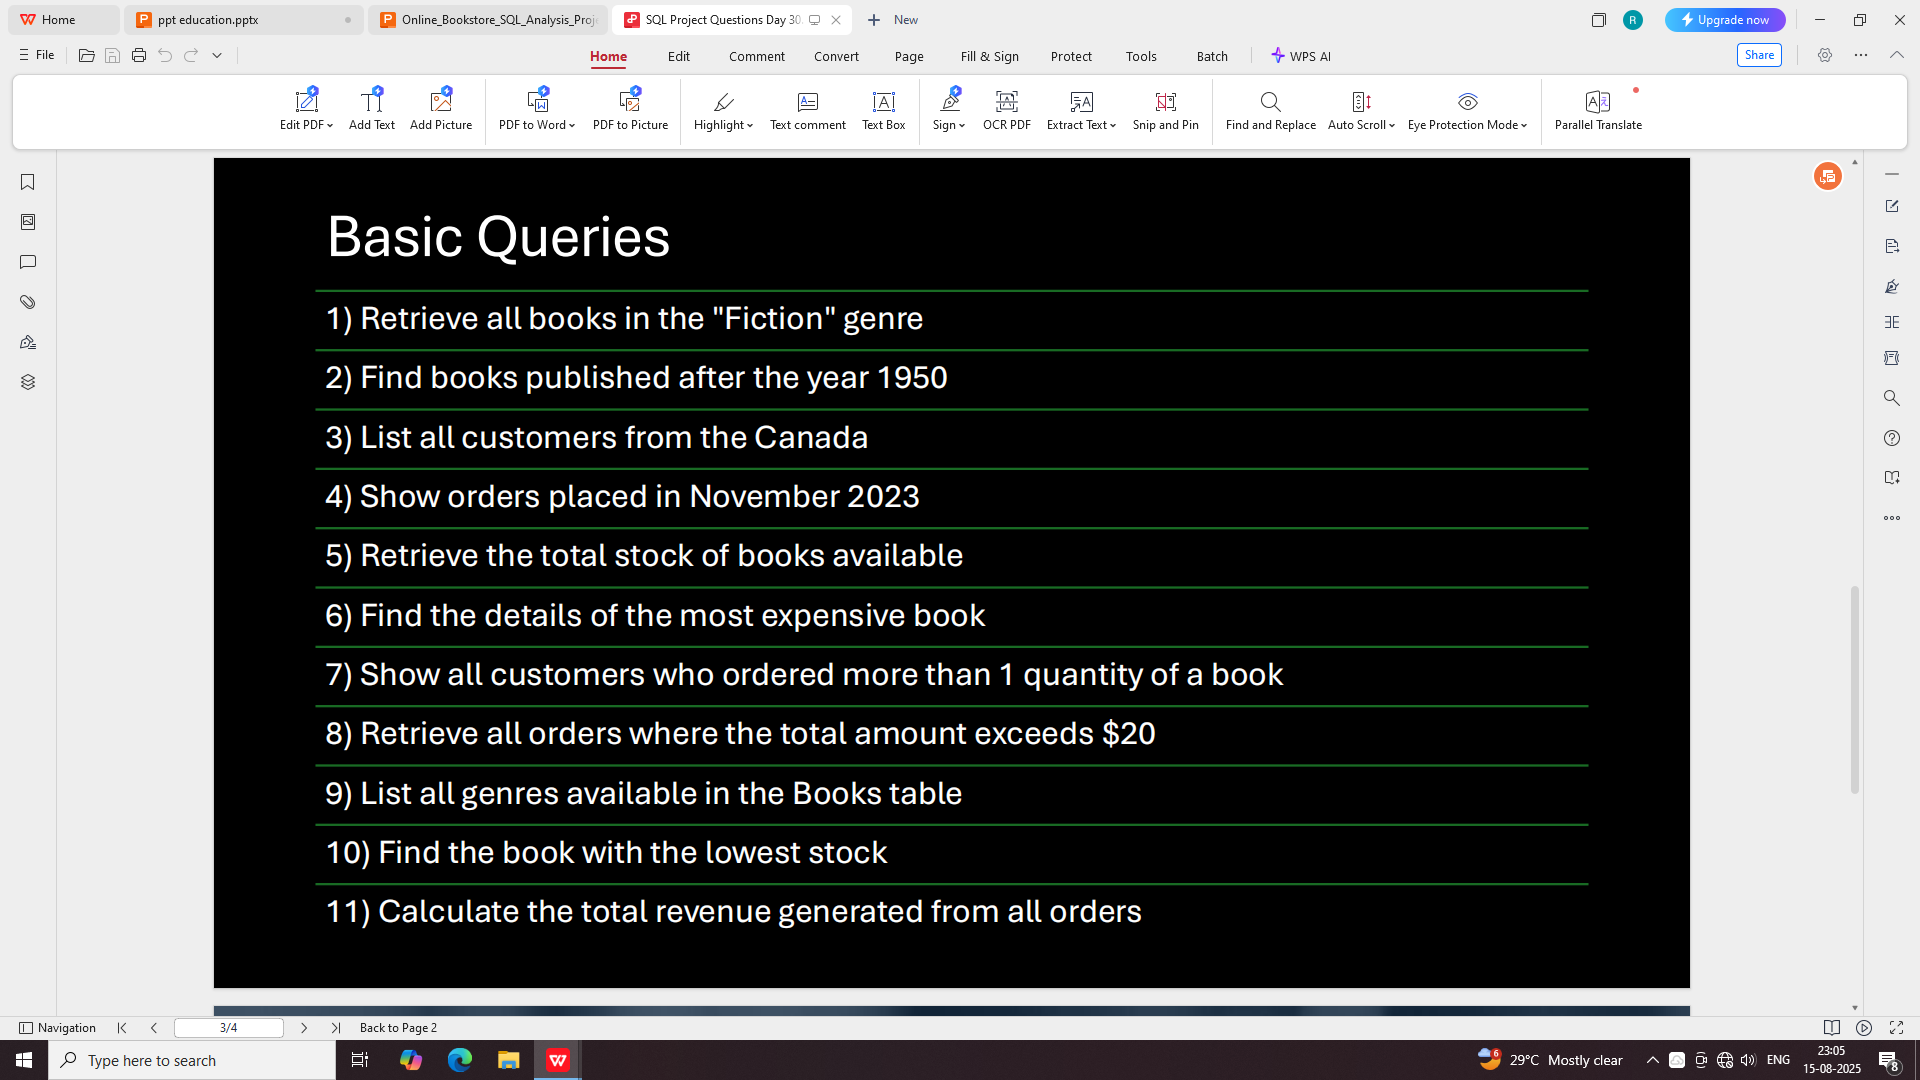 Home
ppt education.pptx
Online_Bookstore_SQL_Analysis_Proje
SQL Project Questions Day 30.
New
R
Upgrade now
File
Home
Edit
Comment
Convert
Page
Fill & Sign
Protect
Tools
Batch
WPS AI
Share
Edit PDF
Add Text
Add Picture
PDF to Word
PDF to Picture
Highlight
Text comment
Text Box
Sign
OCR PDF
Extract Text
Snip and Pin
Find and Replace
Auto Scroll
Eye Protection Mode
Parallel Translate
Basic Queries
1) Retrieve all books in the "Fiction" genre
2) Find books published after the year 1950
3) List all customers from the Canada
4) Show orders placed in November 2023
5) Retrieve the total stock of books available
6) Find the details of the most expensive book
7) Show all customers who ordered more than 1 quantity of a book
8) Retrieve all orders where the total amount exceeds $20
9) List all genres available in the Books table
10) Find the book with the lowest stock
11) Calculate the total revenue generated from all orders
Navigation
3/4
Back to Page 2
Type here to search
6
29°C Mostly clear
ENG
23:05
15-08-2025
8